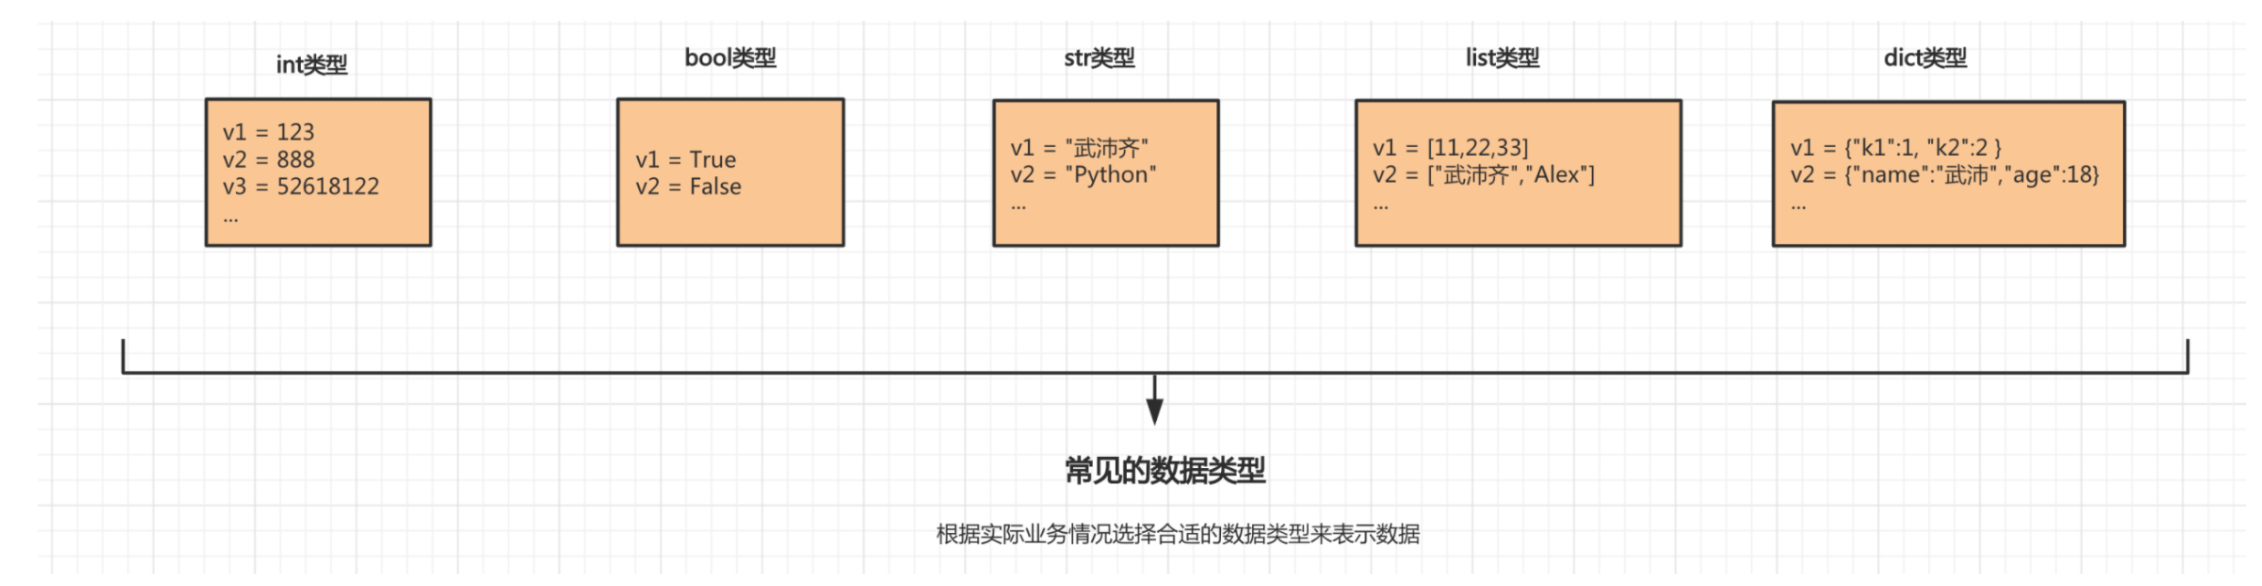 int类型
v1 = 123
v2 = 888
v3 = 52618122
...
bool类型
v1 = True
v2 = False
str类型
v1 = "武沛齐"
v2 = "Python"
...
list类型
v1 = [11,22,33]
v2 = ["武沛齐","Alex"]
...
dict类型
v1 = {"k1":1, "k2":2 }
v2 = {"name":"武沛","age":18}
...
常见的数据类型
根据实际业务情况选择合适的数据类型来表示数据